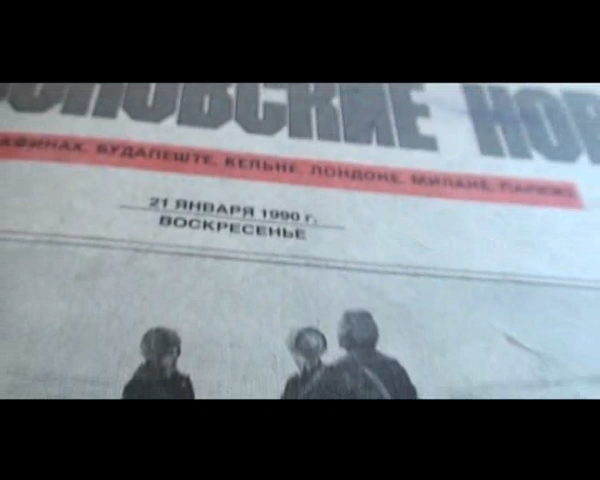 ОСКОВСКИЕ НОВ
АФИНАХ, БУДАПЕШТЕ, КЕЛЬНЕ, ЛОНДОНЕ, МИЛАНЕ, ПАРИЖЕ
21 ЯНВАРЯ 1990 г.
ВОСКРЕСЕНЬЕ